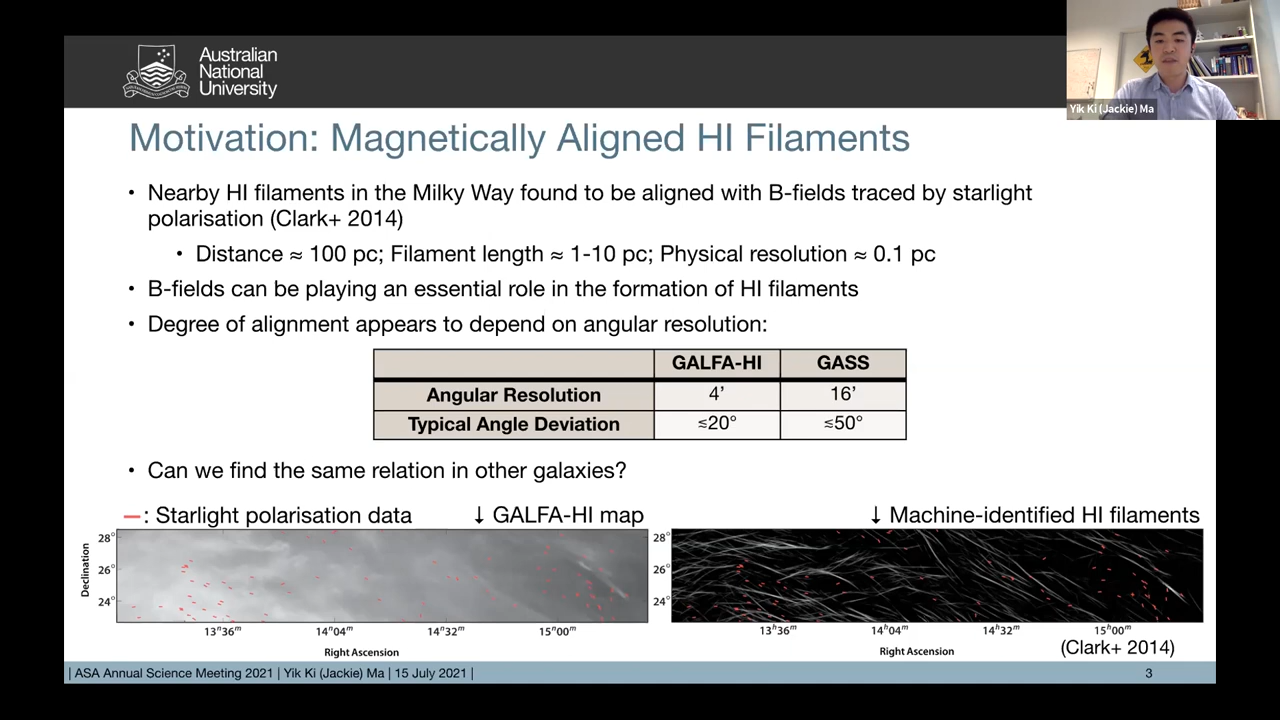 Australian
National
University
Yik Ki (Jackie) Ma
Motivation: Magnetically Aligned HI Filaments
• Nearby HI filaments in the Milky Way found to be aligned with B-fields traced by starlight
polarisation (Clark+ 2014)
• Distance ≈ 100 pc; Filament length ≈ 1-10 pc; Physical resolution ≈ 0.1 pc
• B-fields can be playing an essential role in the formation of HI filaments
• Degree of alignment appears to depend on angular resolution:
GALFA-HI GASS
Angular Resolution 4’ 16’
Typical Angle Deviation ≲20° ≲50°
• Can we find the same relation in other galaxies?
: Starlight polarisation data ↓ GALFA-HI map ↓ Machine-identified HI filaments
Declination
28°
26°
24°
13ʰ36ᵐ 14ʰ04ᵐ 14ʰ32ᵐ 15ʰ00ᵐ
Right Ascension
28°
26°
24°
13ʰ36ᵐ 14ʰ04ᵐ 14ʰ32ᵐ 15ʰ00ᵐ
Right Ascension
(Clark+ 2014)
| ASA Annual Science Meeting 2021 | Yik Ki (Jackie) Ma | 15 July 2021 | 3